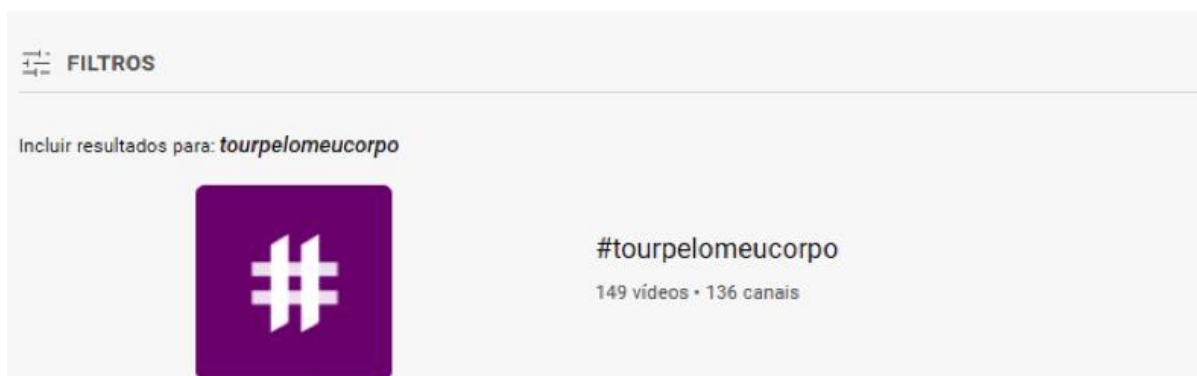 FILTROS
Incluir resultados para: tourpelomeucorpo
#
#tourpelomeucorpo
149 vídeos • 136 canais